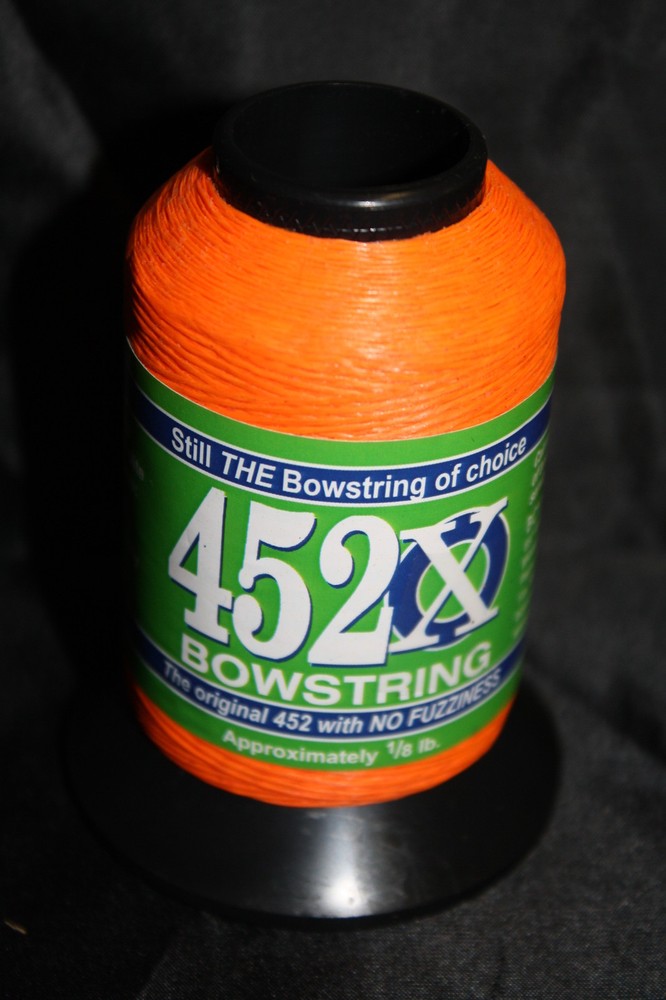 Still THE Bowstring of choice
452X
BOWSTRING
The original 452 with NO FUZZINESS
Approximately 1/8 lb.